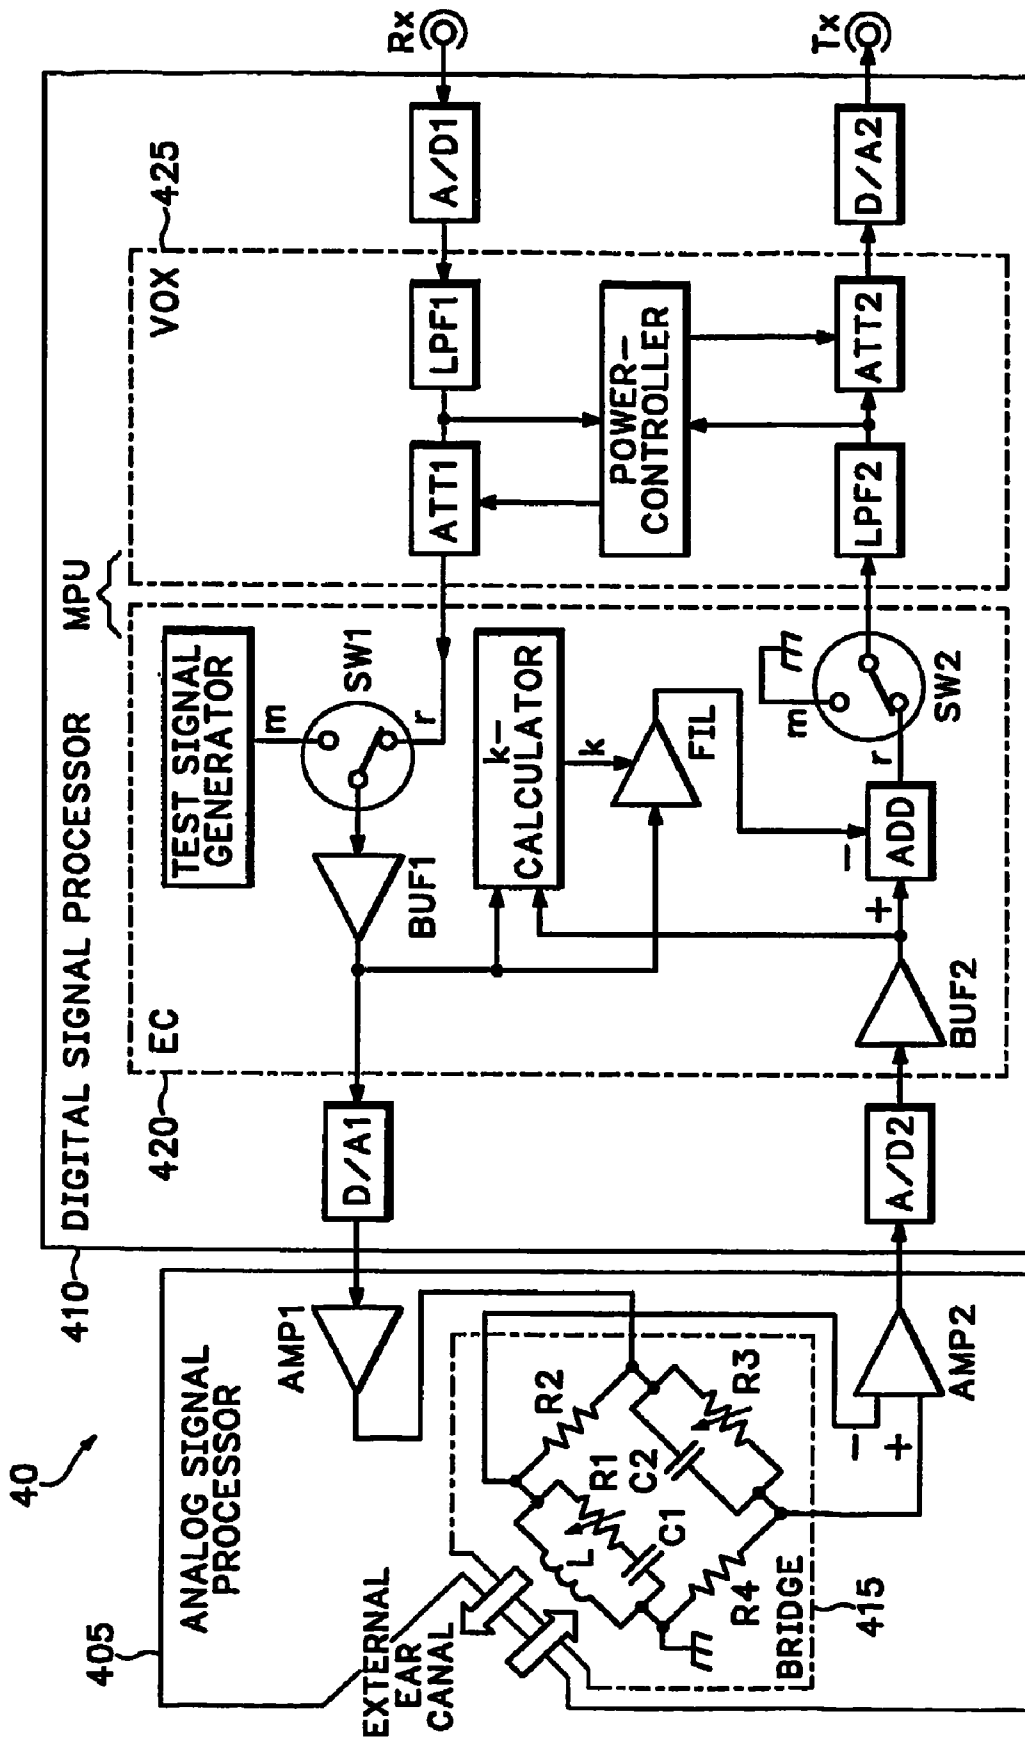 40
405
ANALOG SIGNAL
PROCESSOR
410
DIGITAL SIGNAL PROCESSOR
MPU
420
EC
VOX
425
TEST SIGNAL
GENERATOR
m
SW1
r
BUF1
D/A1
AMP1
ATT1
LPF1
A/D1
Rx
k-
CALCULATOR
k
FIL
POWER-
CONTROLLER
EXTERNAL
EAR
CANAL
L
R1
C1
R2
C2
R3
R4
BRIDGE
415
-
+
AMP2
A/D2
BUF2
+
-
ADD
r
m
SW2
LPF2
ATT2
D/A2
Tx